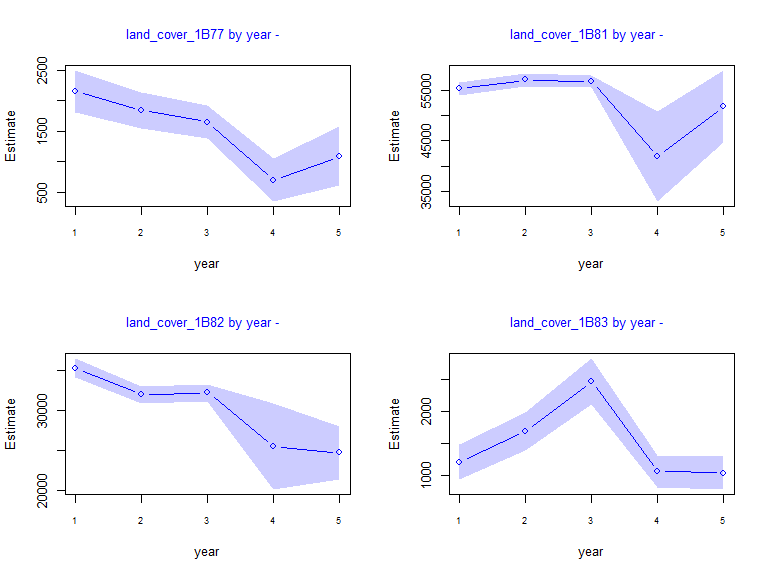 land_cover_1B77 by year -
Estimate
2500
1500
500
1 2 3 4 5
year
land_cover_1B81 by year -
Estimate
55000
45000
35000
1 2 3 4 5
year
land_cover_1B82 by year -
Estimate
30000
20000
1 2 3 4 5
year
land_cover_1B83 by year -
Estimate
2000
1000
1 2 3 4 5
year